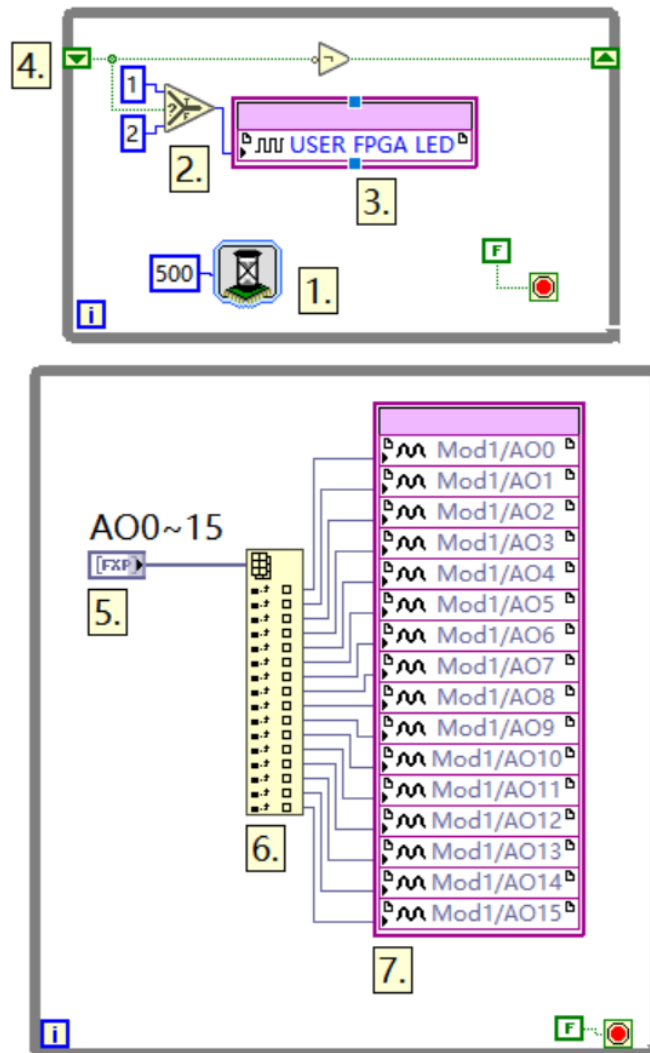 4.
1
?
T
F
2
2.
USER FPGA LED
3.
500
1.
F
i
AO0~15
[FXP]
5.
6.
Mod1/AO0
Mod1/AO1
Mod1/AO2
Mod1/AO3
Mod1/AO4
Mod1/AO5
Mod1/AO6
Mod1/AO7
Mod1/AO8
Mod1/AO9
Mod1/AO10
Mod1/AO11
Mod1/AO12
Mod1/AO13
Mod1/AO14
Mod1/AO15
7.
i
F